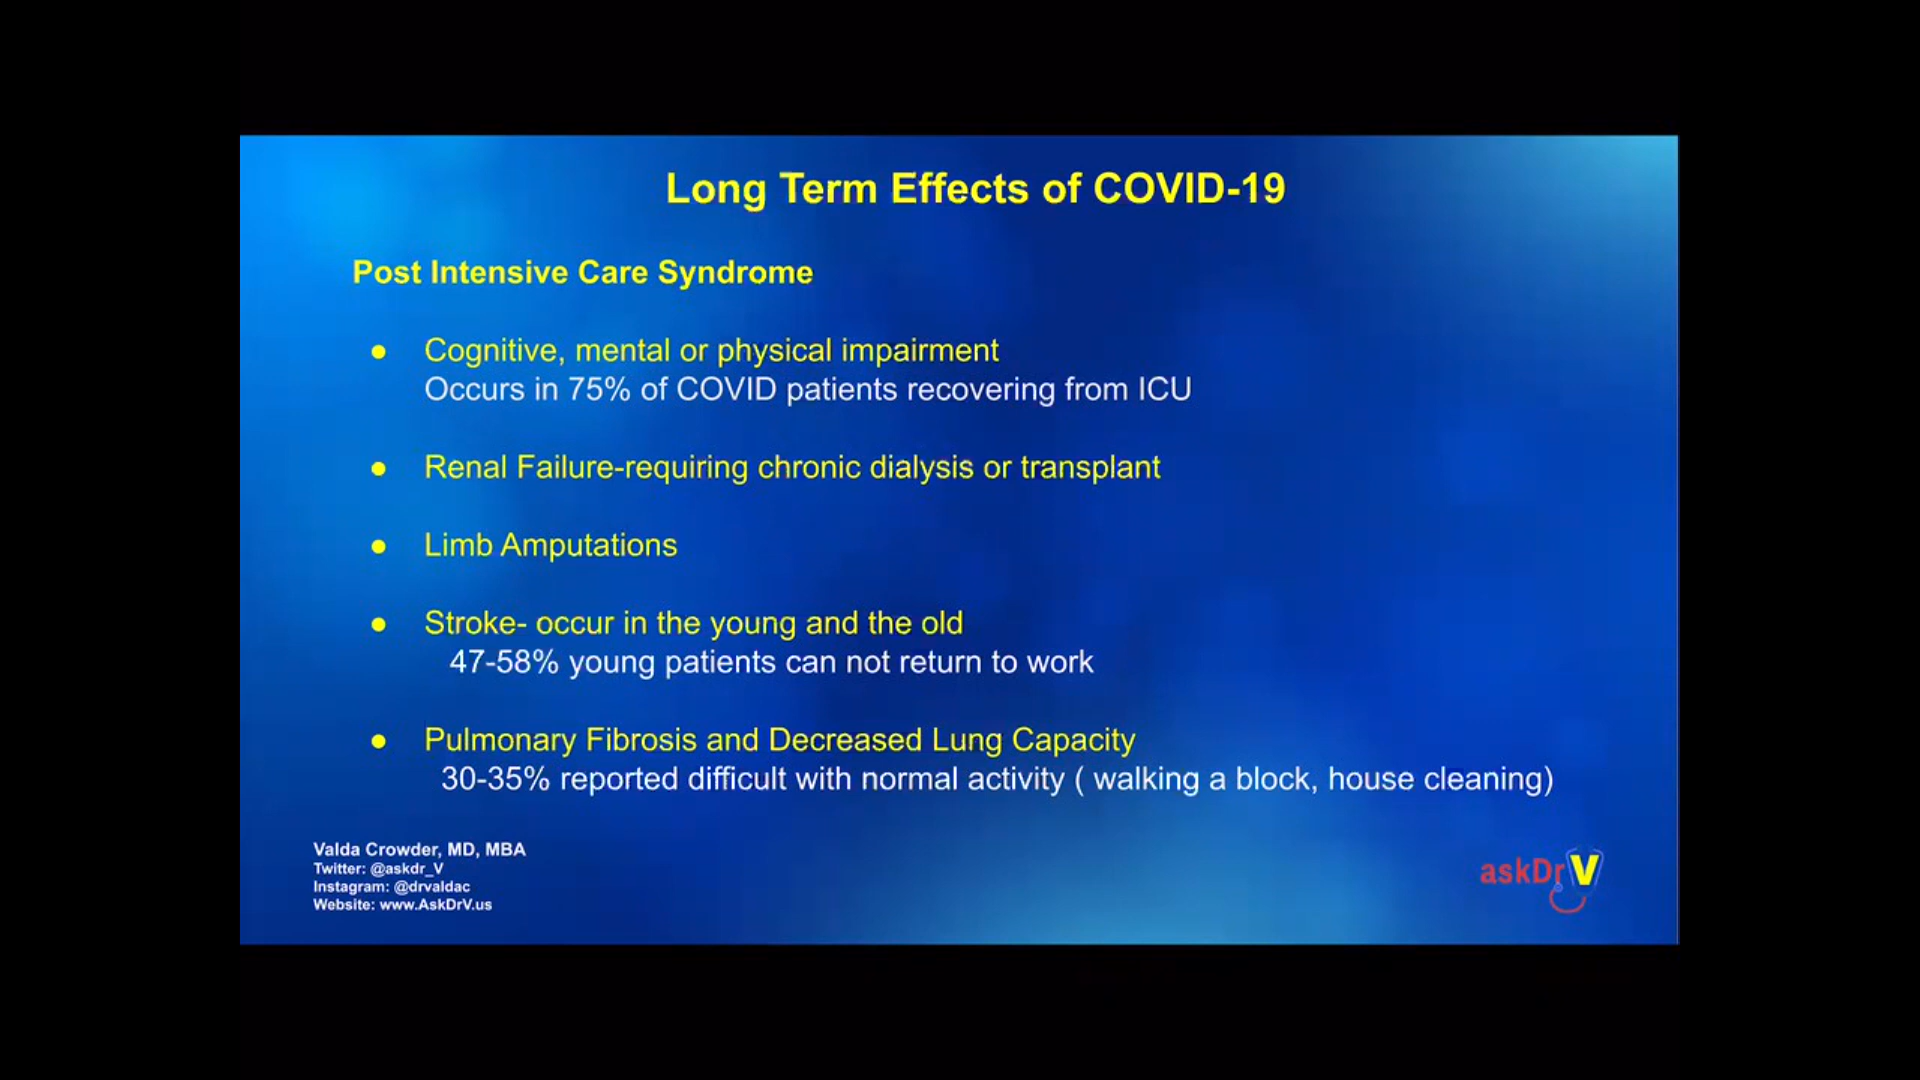 Long Term Effects of COVID-19
Post Intensive Care Syndrome
● Cognitive, mental or physical impairment
Occurs in 75% of COVID patients recovering from ICU
● Renal Failure-requiring chronic dialysis or transplant
● Limb Amputations
● Stroke- occur in the young and the old
47-58% young patients can not return to work
● Pulmonary Fibrosis and Decreased Lung Capacity
30-35% reported difficult with normal activity ( walking a block, house cleaning)
Valda Crowder, MD, MBA
Twitter: @askdr_V
Instagram: @drvaldac
Website: www.AskDrV.us
askDrV